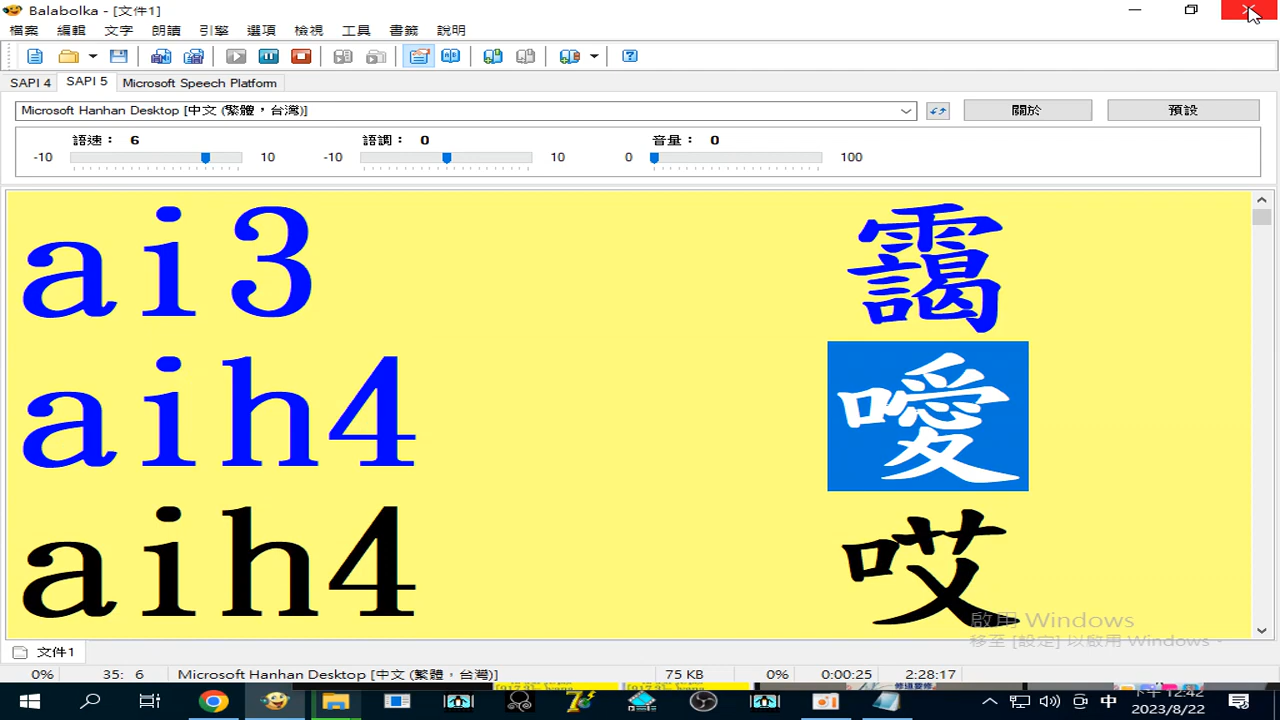 Balabolka - [文件1]
檔案 編輯 文字 朗讀 引擎 選項 檢視 工具 書籤 說明
SAPI 4 SAPI 5 Microsoft Speech Platform
Microsoft Hanhan Desktop [中文 (繁體，台灣)] 關於 預設
語速： 6 語調： 0 音量： 0
-10 10 -10 10 0 100
ai3 靄
aih4 噯
aih4 哎
啟用 Windows
移至 [設定] 以啟用 Windows。
文件1
0% 35: 6 Microsoft Hanhan Desktop [中文 (繁體，台灣)] 75 KB 0% 0:00:25 2:28:17
中 下午 12:42
2023/8/22